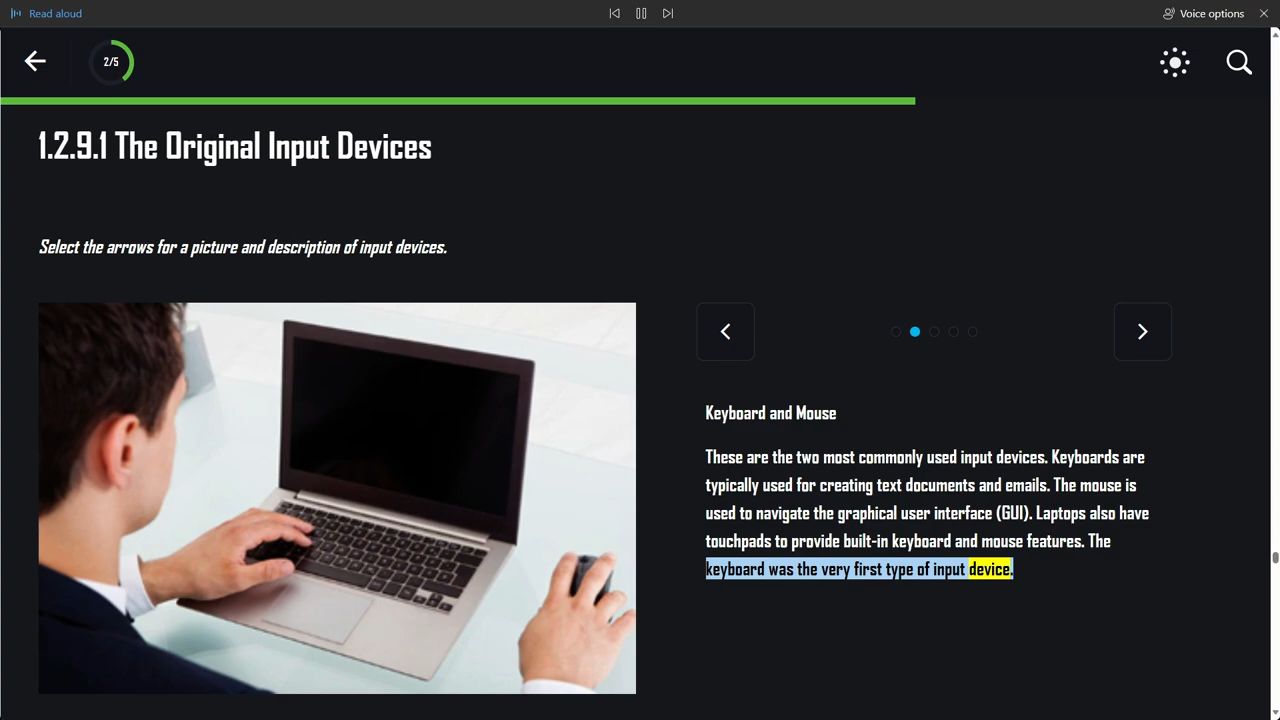 Read aloud
Voice options
2/5
1.2.9.1 The Original Input Devices
Select the arrows for a picture and description of input devices.
Keyboard and Mouse
These are the two most commonly used input devices. Keyboards are
typically used for creating text documents and emails. The mouse is
used to navigate the graphical user interface (GUI). Laptops also have
touchpads to provide built-in keyboard and mouse features. The
keyboard was the very first type of input device.